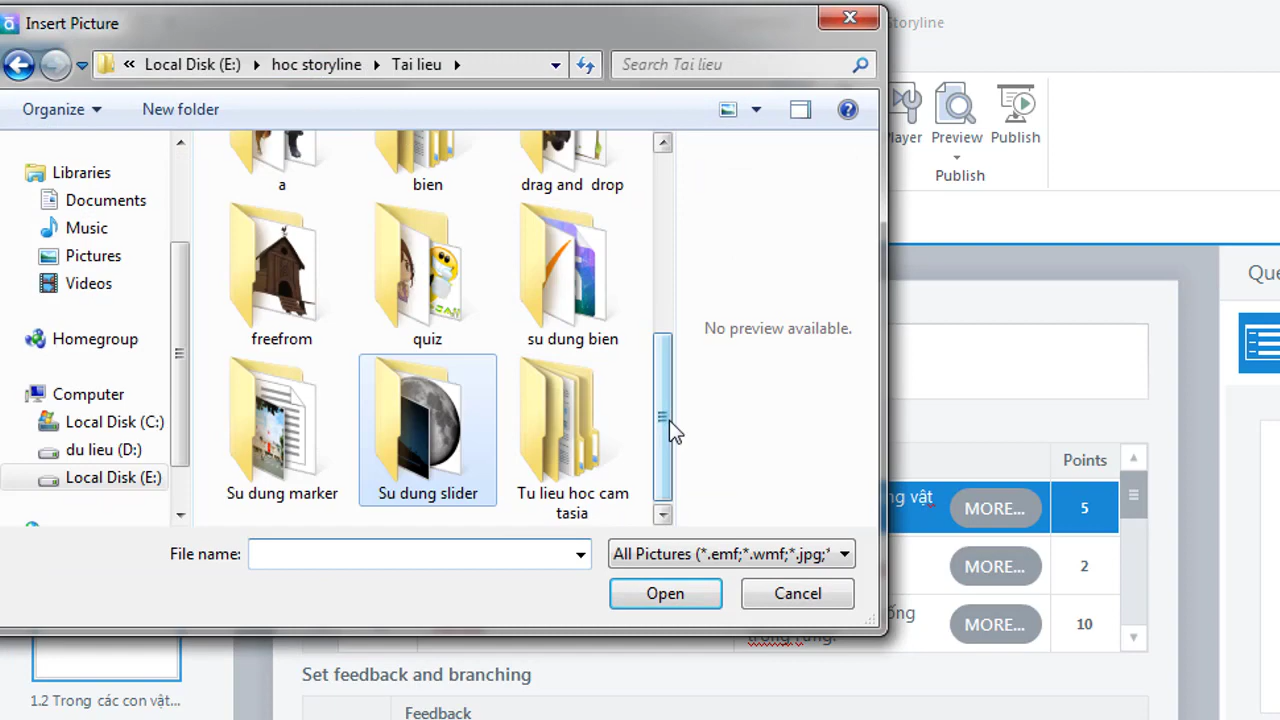 Insert Picture
Storyline
« Local Disk (E:) hoc storyline Tai lieu
Search Tai lieu
Organize
New folder
Player
Preview
Publish
Publish
Libraries
Documents
Music
Pictures
Videos
Homegroup
Computer
Local Disk (C:)
du lieu (D:)
Local Disk (E:)
a
bien
drag and drop
freefrom
quiz
su dung bien
Su dung marker
Su dung slider
Tu lieu hoc cam
tasia
No preview available.
File name:
All Pictures (*.emf;*.wmf;*.jpg;*
Open
Cancel
Points
vật
MORE...
5
MORE...
2
MORE...
10
trong rừng.
Set feedback and branching
Feedback
1.2 Trong các con vật...